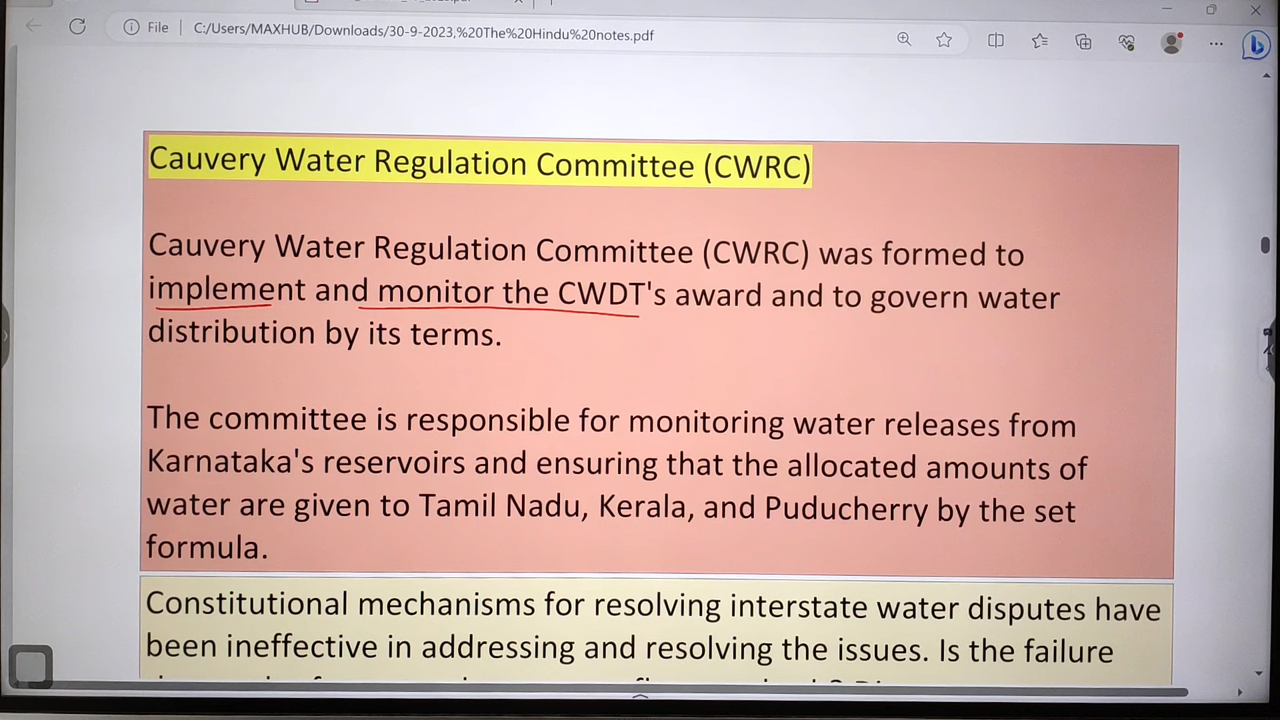 File
C:/Users/MAXHUB/Downloads/30-9-2023,%20The%20Hindu%20notes.pdf
Cauvery Water Regulation Committee (CWRC)
Cauvery Water Regulation Committee (CWRC) was formed to
implement and monitor the CWDT's award and to govern water
distribution by its terms.
The committee is responsible for monitoring water releases from
Karnataka's reservoirs and ensuring that the allocated amounts of
water are given to Tamil Nadu, Kerala, and Puducherry by the set
formula.
Constitutional mechanisms for resolving interstate water disputes have
been ineffective in addressing and resolving the issues. Is the failure